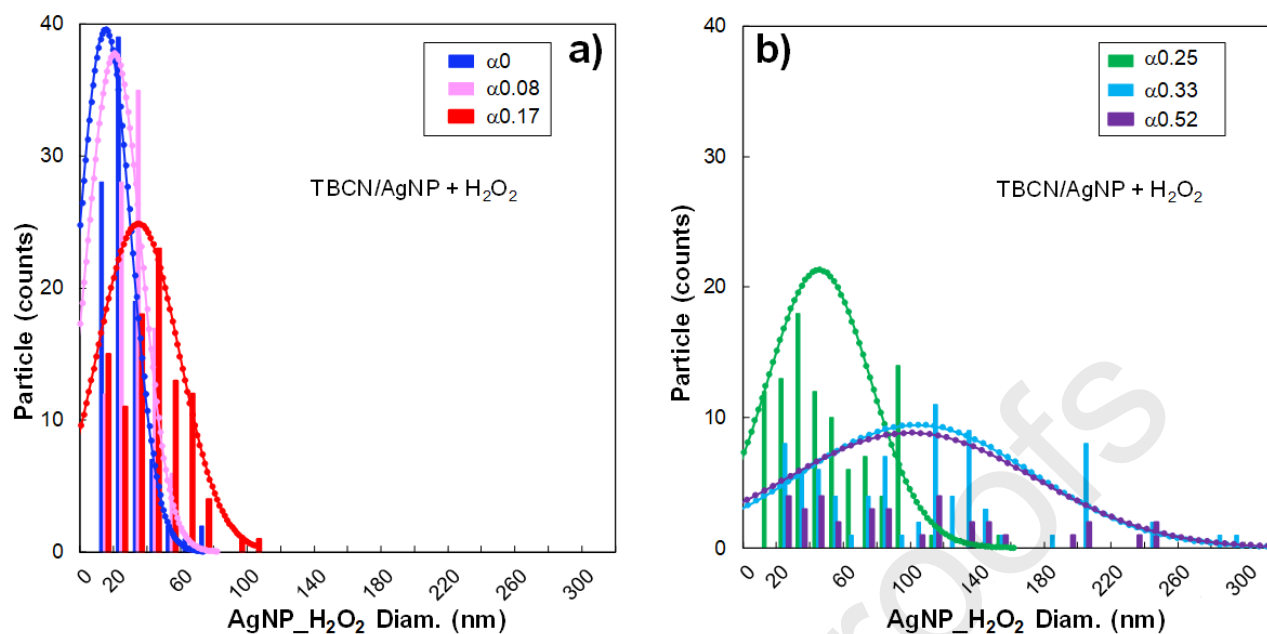 a)
40
30
20
10
0
Particle (counts)
α0
α0.08
α0.17
TBCN/AgNP + H₂O₂
0 20 60 100 140 180 220 260 300
AgNP_H₂O₂ Diam. (nm)
b)
40
30
20
10
0
Particle (counts)
α0.25
α0.33
α0.52
TBCN/AgNP + H₂O₂
0 20 60 100 140 180 220 260 300
AgNP_H₂O₂ Diam. (nm)
roofs